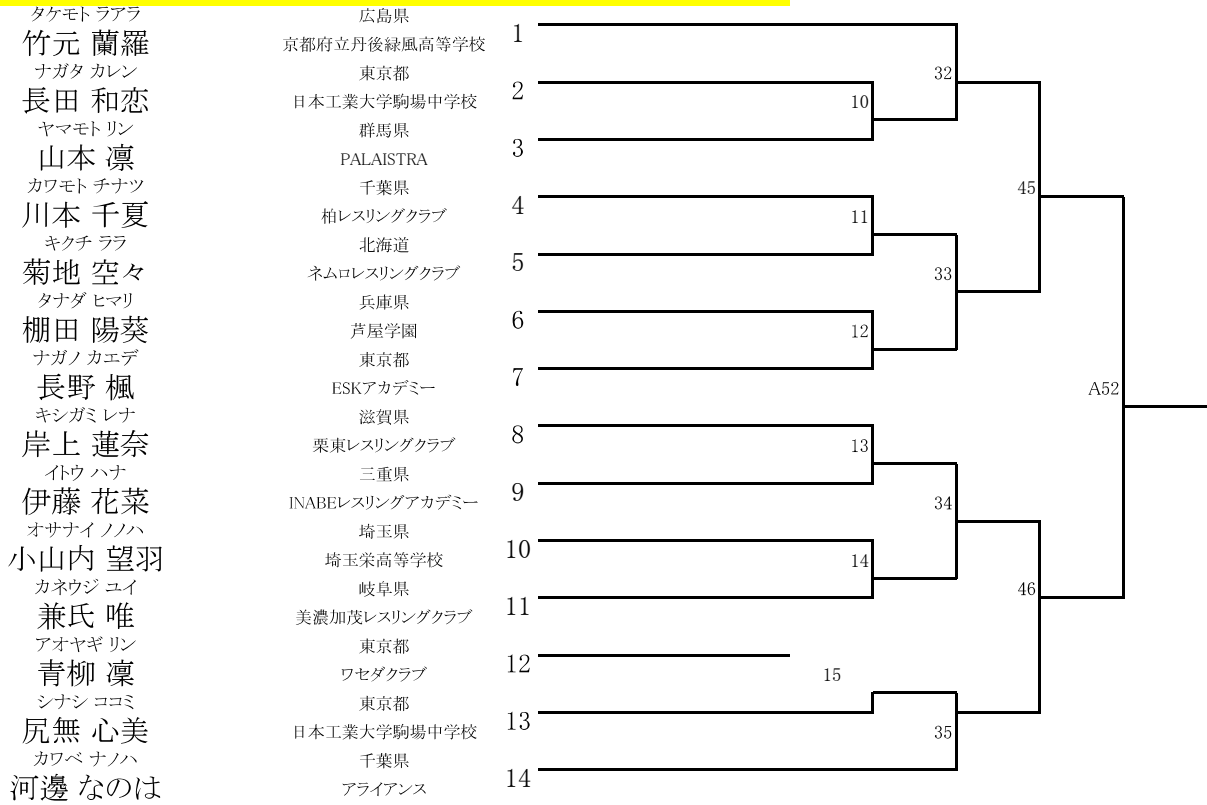 タケモト ラアラ 広島県
竹元 蘭羅 京都府立丹後緑風高等学校 1
ナガタ カレン 東京都 32
長田 和恋 日本工業大学駒場中学校 2 10
ヤマモト リン 群馬県
山本 凛 PALAISTRA 3
カワモト チナツ 千葉県 45
川本 千夏 柏レスリングクラブ 4 11
キクチ ララ 北海道
菊地 空々 ネムロレスリングクラブ 5 33
タナダ ヒマリ 兵庫県
棚田 陽葵 芦屋学園 6 12
ナガノ カエデ 東京都
長野 楓 ESKアカデミー 7 A52
キシガミ レナ 滋賀県
岸上 蓮奈 栗東レスリングクラブ 8 13
イトウ ハナ 三重県
伊藤 花菜 INABEレスリングアカデミー 9 34
オサナイ ノノハ 埼玉県
小山内 望羽 埼玉栄高等学校 10 14
カネウジ ユイ 岐阜県 46
兼氏 唯 美濃加茂レスリングクラブ 11
アオヤギ リン 東京都
青柳 凜 ワセダクラブ 12 15
シナシ ココミ 東京都
尻無 心美 日本工業大学駒場中学校 13 35
カワベ ナノハ 千葉県
河邊 なのは アライアンス 14